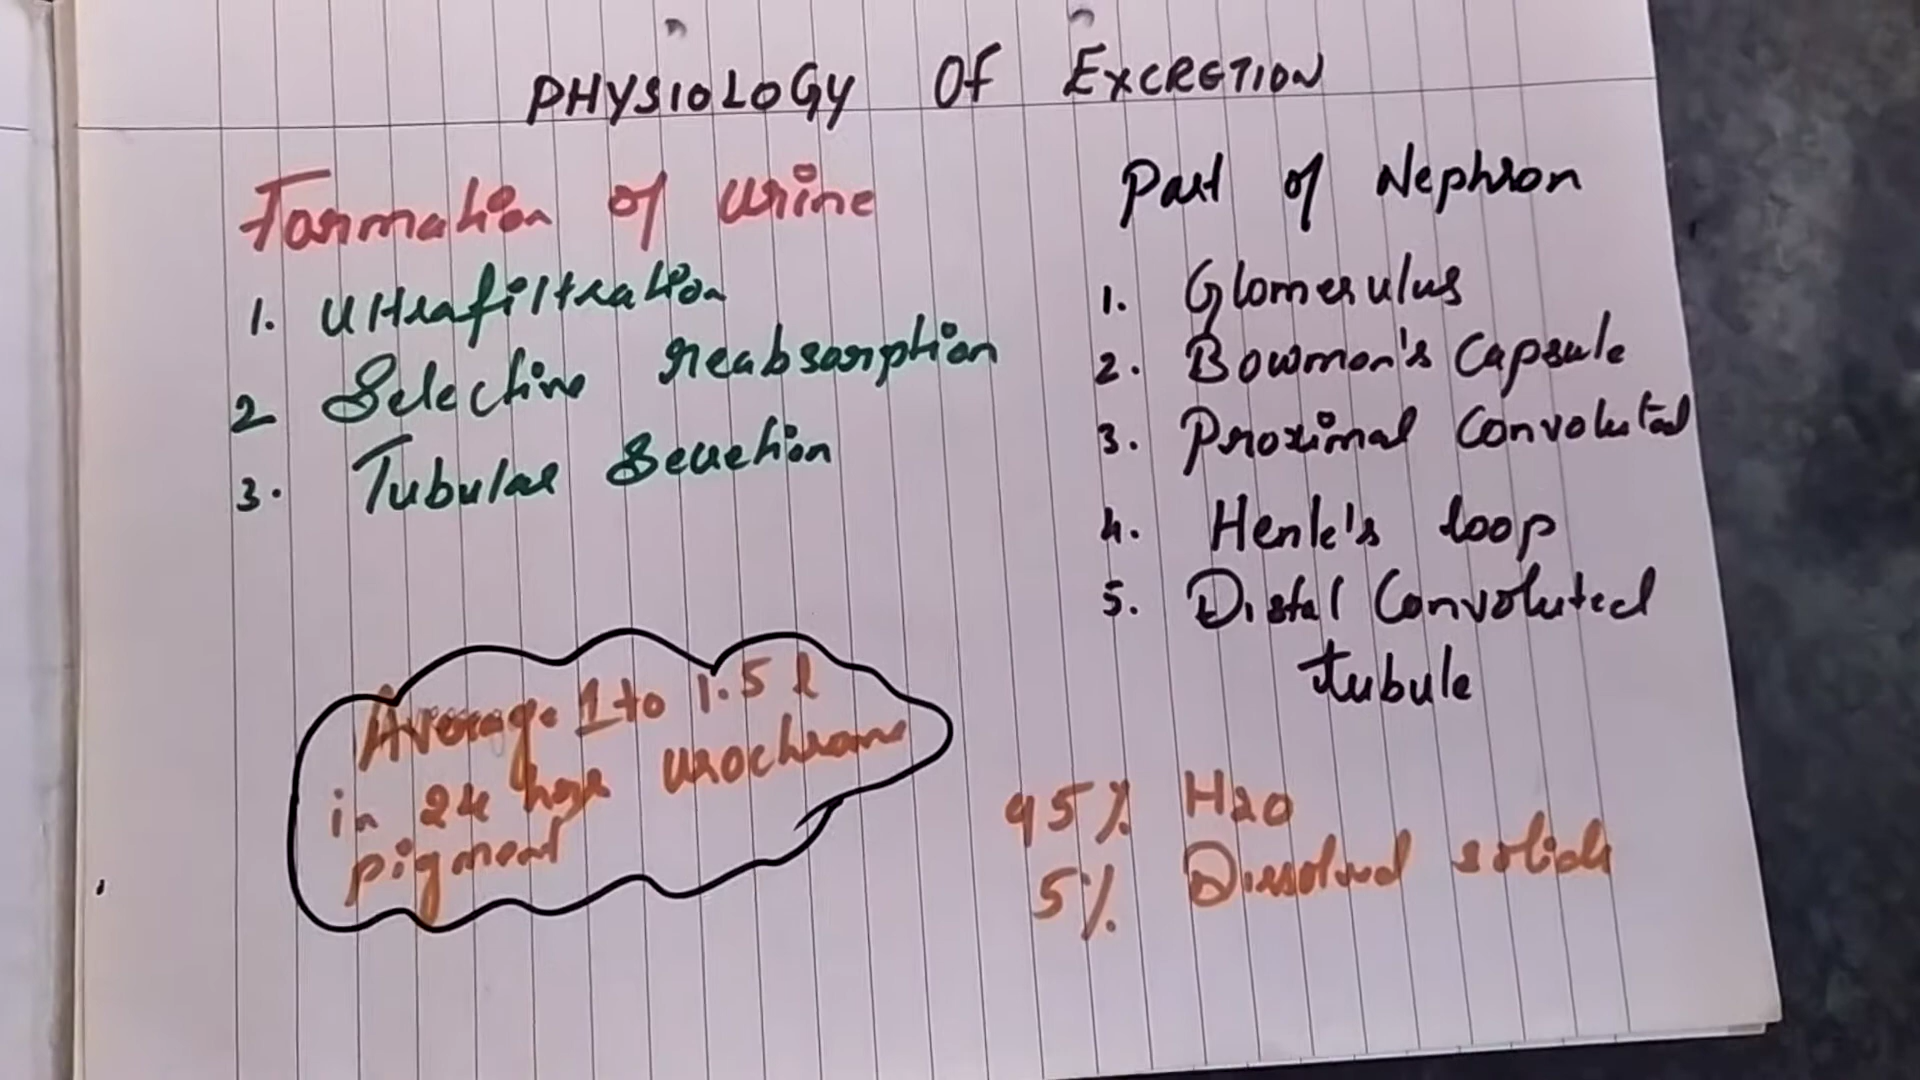 PHYSIOLOGY OF EXCRETION
Formation of urine
1. Ultrafiltration
2 Selective reabsorption
3. Tubular Secretion
Average 1 to 1.5 l
in 24 urochrome
pigment
Part of Nephron
1. Glomerulus
2. Bowman's Capsule
3. Proximal Convoluted
4. Henle's loop
5. Distal Convoluted
tubule
95% H2O
5% Dissolved solids